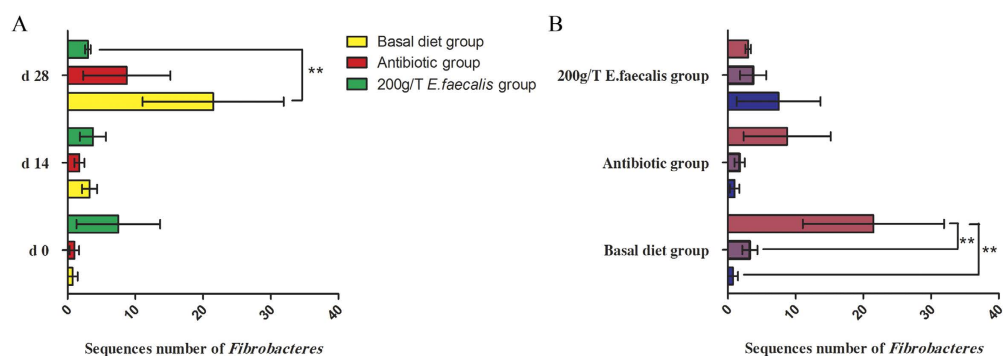 A
Basal diet group
Antibiotic group
200g/T E.faecalis group
d 28
**
d 14
d 0
0
10
20
30
40
Sequences number of Fibrobacteres
B
200g/T E.faecalis group
Antibiotic group
Basal diet group
**
**
0
10
20
30
40
Sequences number of Fibrobacteres